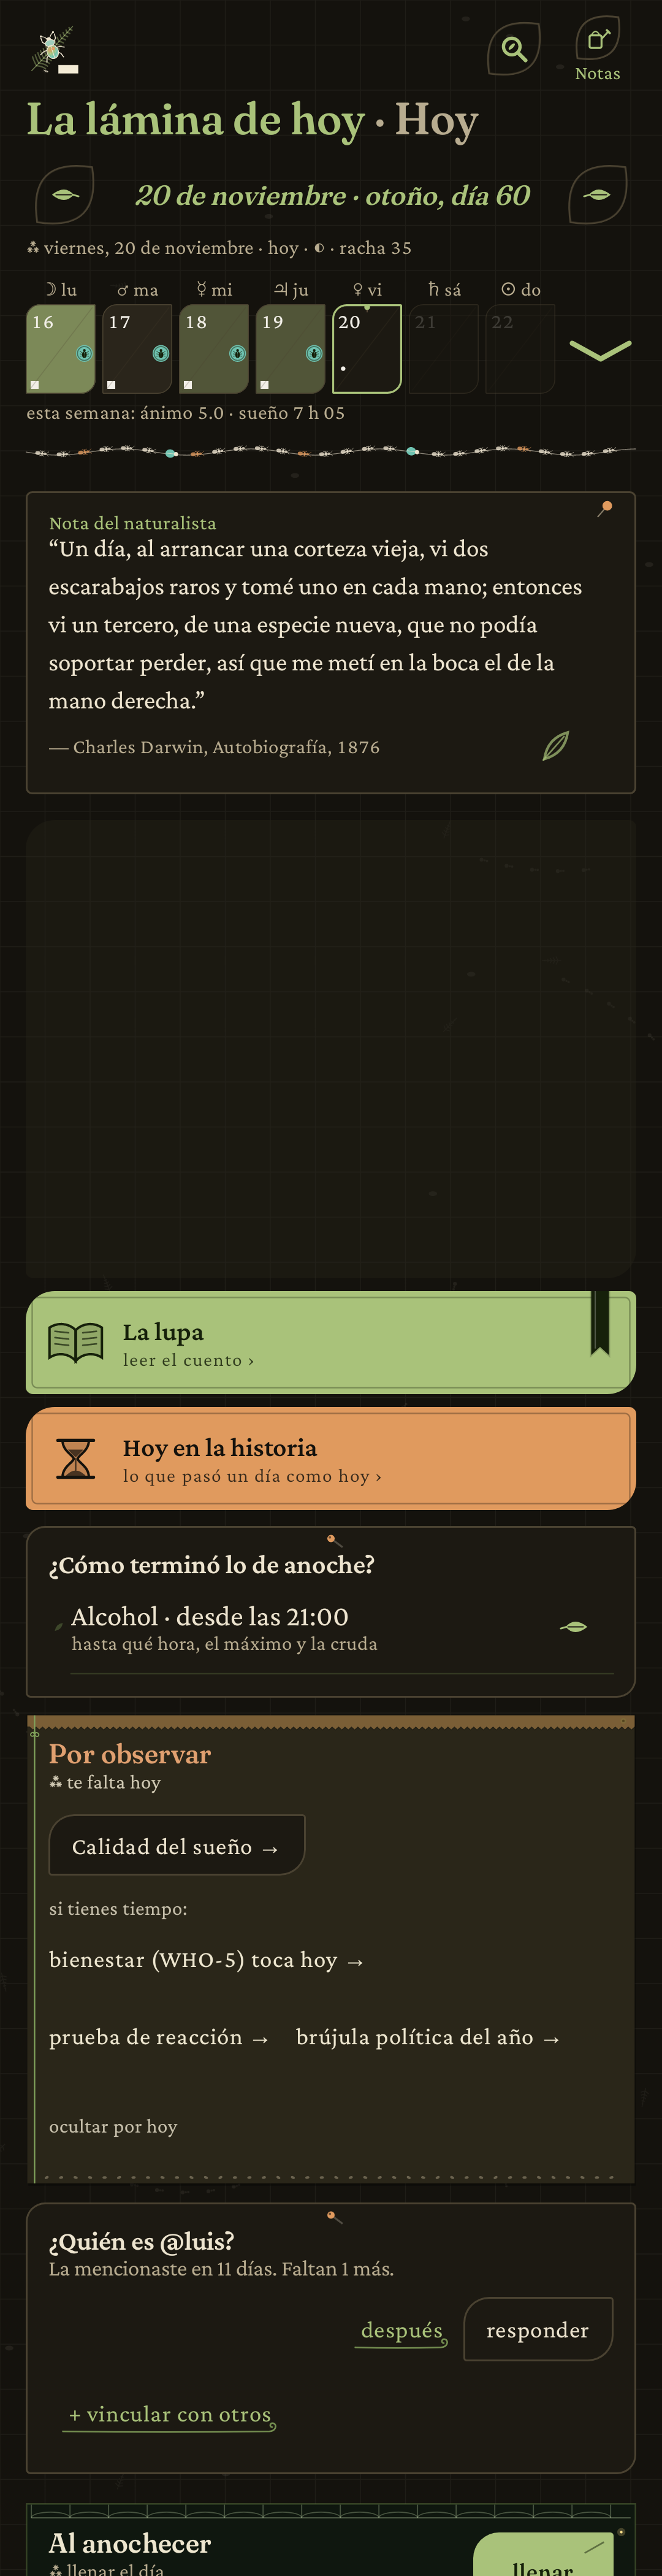 Notas
La lámina de hoy · Hoy
20 de noviembre · otoño, día 60
viernes, 20 de noviembre · hoy · racha 35
☽ lu ♂ ma ☿ mi ♃ ju ♀ vi ♄ sá ☉ do
16 17 18 19 20 21 22
esta semana: ánimo 5.0 · sueño 7 h 05
Nota del naturalista
“Un día, al arrancar una corteza vieja, vi dos
escarabajos raros y tomé uno en cada mano; entonces
vi un tercero, de una especie nueva, que no podía
soportar perder, así que me metí en la boca el de la
mano derecha.”
— Charles Darwin, Autobiografía, 1876
La lupa
leer el cuento ›
Hoy en la historia
lo que pasó un día como hoy ›
¿Cómo terminó lo de anoche?
Alcohol · desde las 21:00
hasta qué hora, el máximo y la cruda
Por observar
te falta hoy
Calidad del sueño →
si tienes tiempo:
bienestar (WHO-5) toca hoy →
prueba de reacción → brújula política del año →
ocultar por hoy
¿Quién es @luis?
La mencionaste en 11 días. Faltan 1 más.
después responder
+ vincular con otros
Al anochecer
llenar el día
llenar